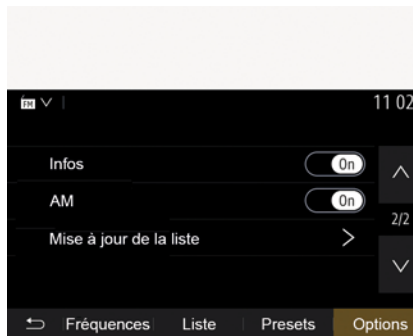 FM 11 02
Infos On
AM On
2/2
Mise à jour de la liste
Fréquences Liste Presets Options